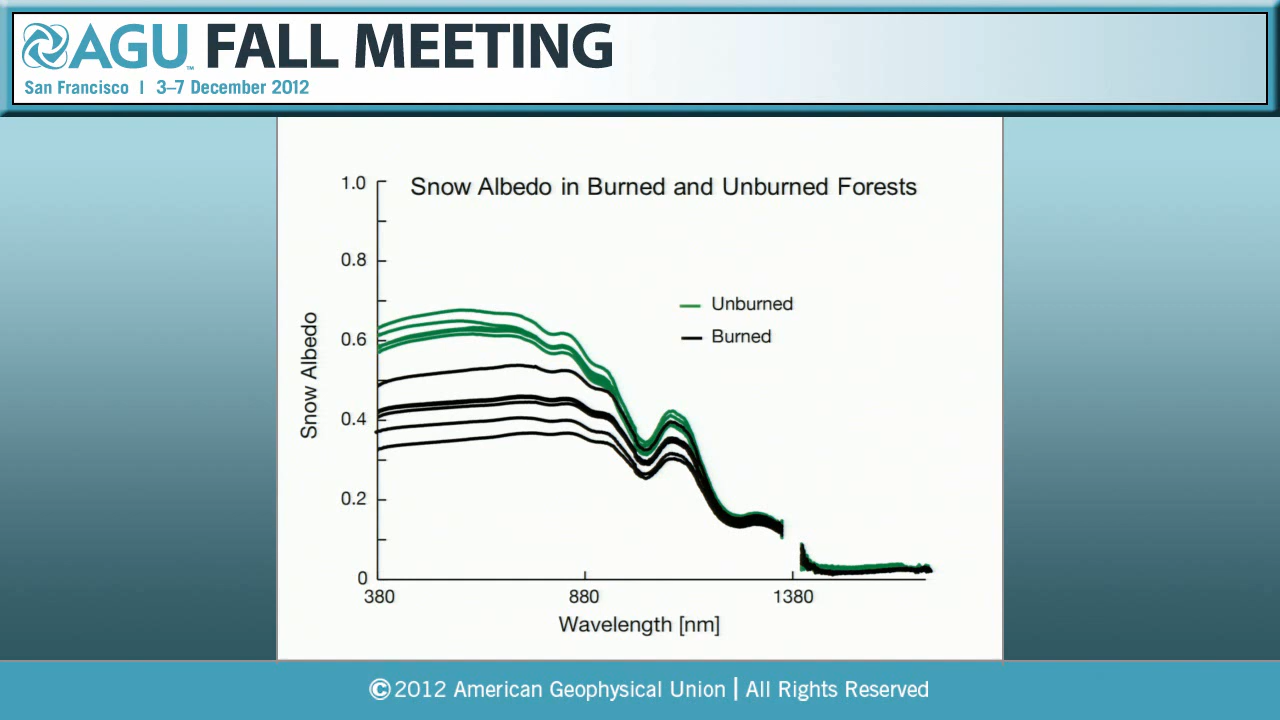 AGU™ FALL MEETING
San Francisco | 3–7 December 2012
Snow Albedo in Burned and Unburned Forests
1.0
0.8
0.6
0.4
0.2
0
Snow Albedo
Unburned
Burned
380
880
1380
Wavelength [nm]
©2012 American Geophysical Union | All Rights Reserved